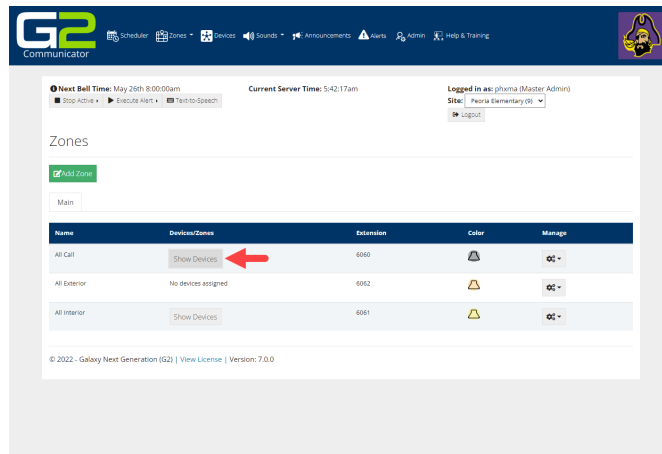 G2
Communicator
Scheduler Zones Devices Sounds Announcements Alerts Admin Help & Training
Next Bell Time: May 26th 8:00:00am Current Server Time: 5:42:17am Logged in as: phxma (Master Admin)
Stop Active Execute Alert Text-to-Speech Site: Peoria Elementary (9)
Logout
Zones
Add Zone
Main
Name Devices/Zones Extension Color Manage
All Call Show Devices 6060
All Exterior No devices assigned 6062
All Interior Show Devices 6061
© 2022 - Galaxy Next Generation (G2) | View License | Version: 7.0.0